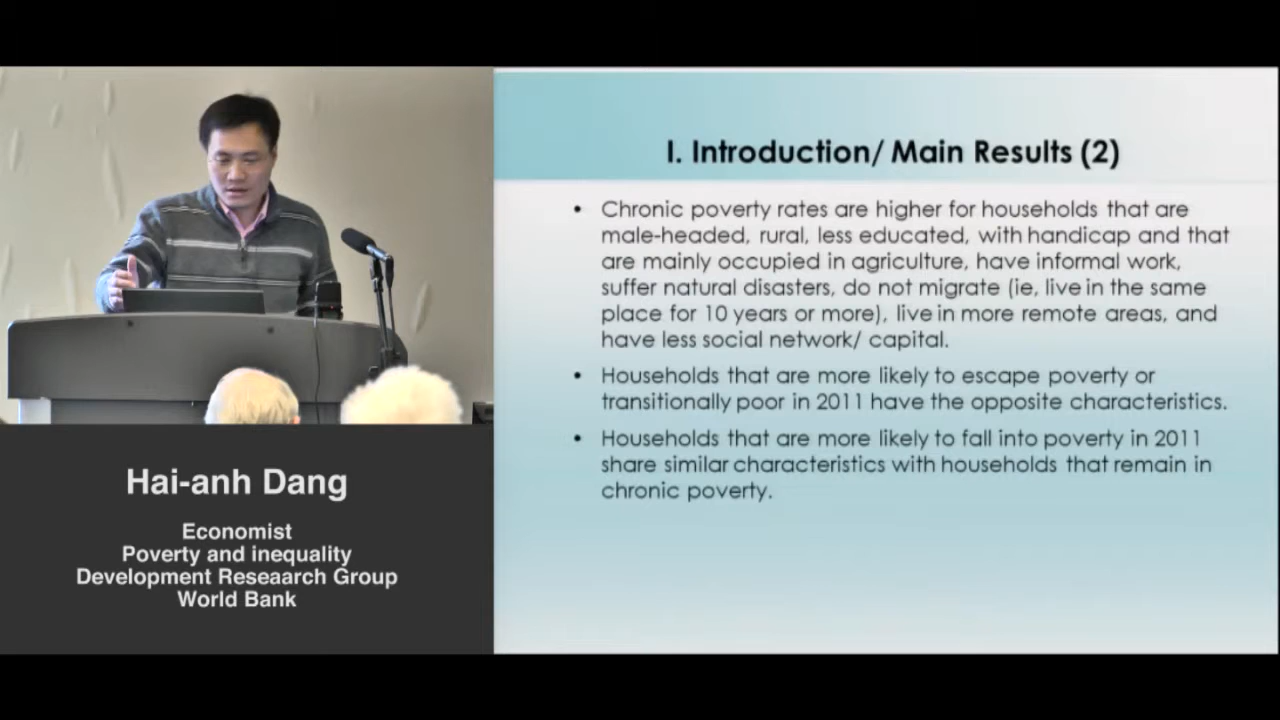 I. Introduction/ Main Results (2)
• Chronic poverty rates are higher for households that are
male-headed, rural, less educated, with handicap and that
are mainly occupied in agriculture, have informal work,
suffer natural disasters, do not migrate (ie, live in the same
place for 10 years or more), live in more remote areas, and
have less social network/ capital.
• Households that are more likely to escape poverty or
transitionally poor in 2011 have the opposite characteristics.
• Households that are more likely to fall into poverty in 2011
share similar characteristics with households that remain in
chronic poverty.
Hai-anh Dang
Economist
Poverty and inequality
Development Reseaarch Group
World Bank